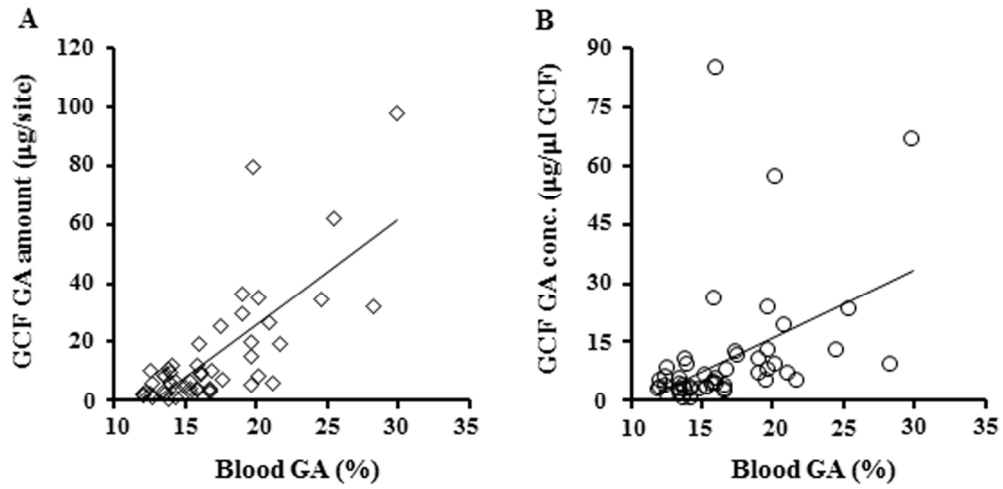 A
GCF GA amount (µg/site)
120
100
80
60
40
20
0
10 15 20 25 30 35
Blood GA (%)
B
GCF GA conc. (µg/µl GCF)
90
75
60
45
30
15
0
10 15 20 25 30 35
Blood GA (%)